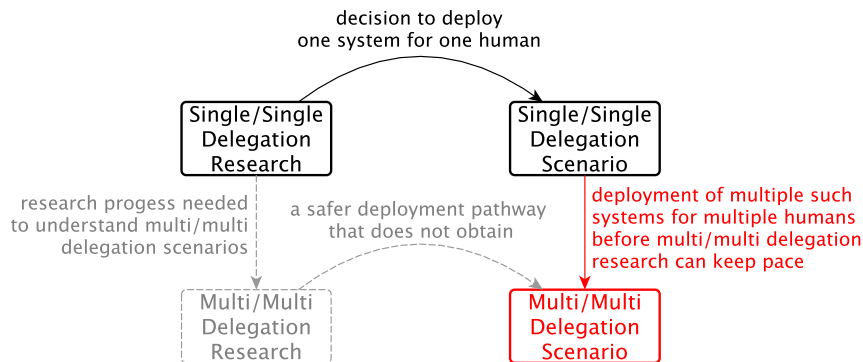 decision to deploy
one system for one human
Single/Single
Delegation
Research
Single/Single
Delegation
Scenario
research progess needed
to understand multi/multi
delegation scenarios
a safer deployment pathway
that does not obtain
deployment of multiple such
systems for multiple humans
before multi/multi delegation
research can keep pace
Multi/Multi
Delegation
Research
Multi/Multi
Delegation
Scenario